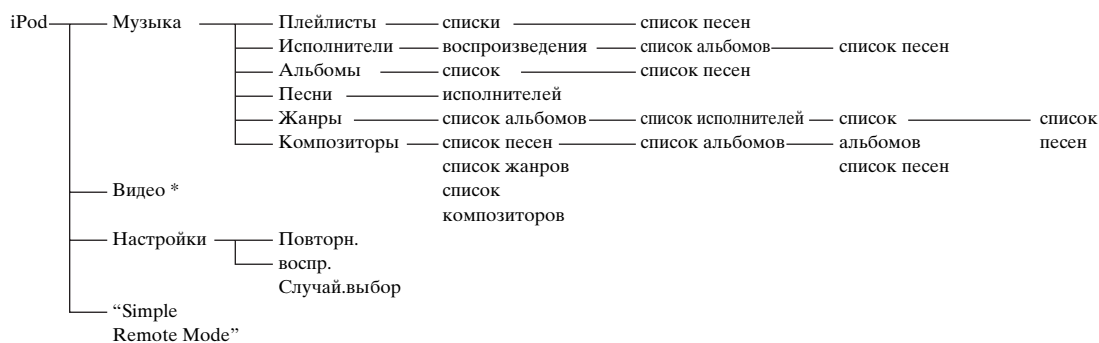 iPod Музыка Плейлисты списки список песен
Исполнители воспроизведения список альбомов список песен
Альбомы список список песен
Песни исполнителей
Жанры список альбомов список исполнителей список список
Композиторы список песен список альбомов альбомов песен
список жанров список песен
Видео * список
композиторов
Настройки Повторн.
воспр.
Случай.выбор
“Simple
Remote Mode”